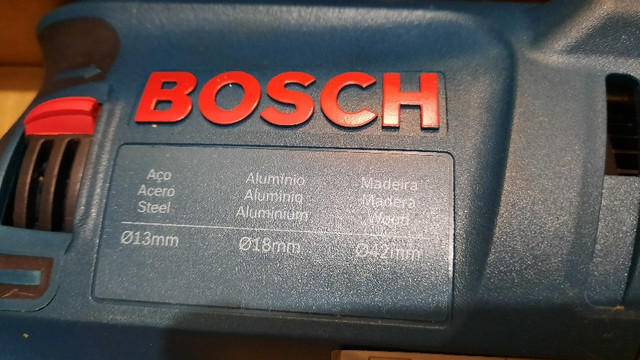 BOSCH
Aço Alumínio Madeira
Acero Aluminio Madera
Steel Aluminium Wood
Ø13mm Ø18mm Ø42mm